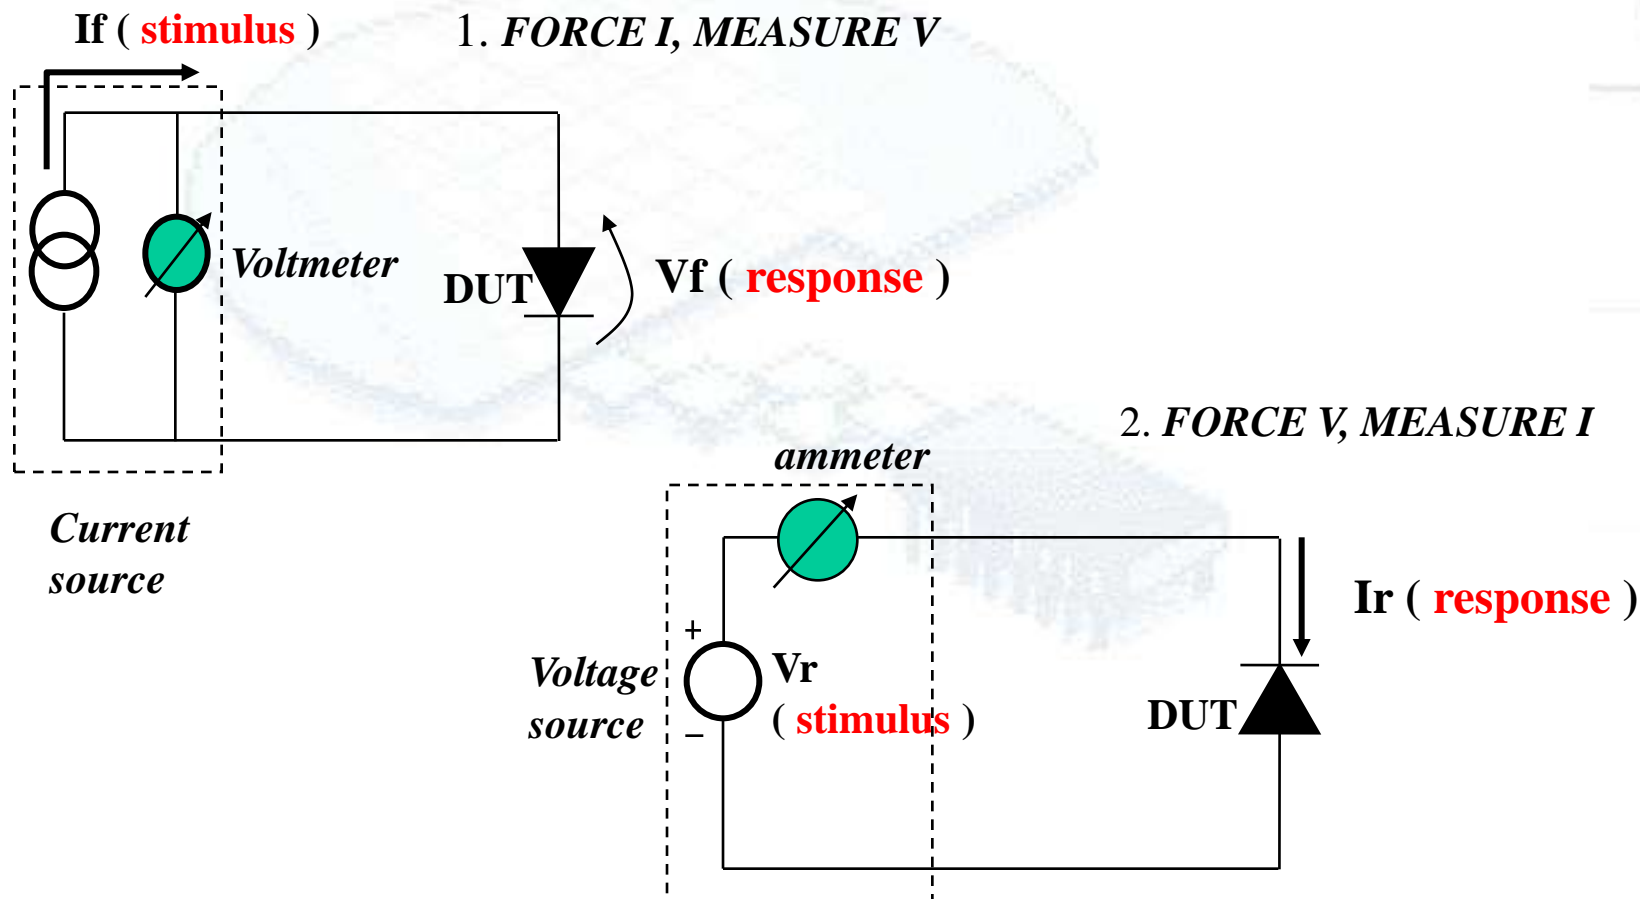 If ( stimulus )
1. FORCE I, MEASURE V
Voltmeter
DUT
Vf ( response )
Current
source
2. FORCE V, MEASURE I
ammeter
+
Voltage
source
–
Vr
( stimulus )
DUT
Ir ( response )